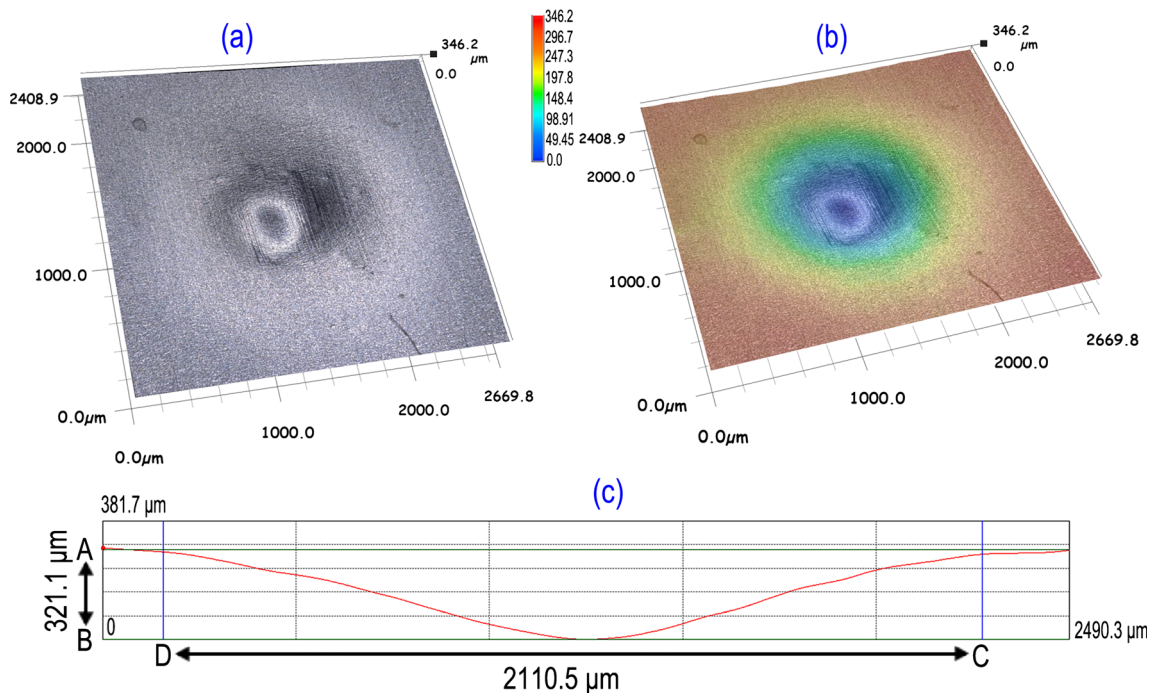 (a)
346.2
µm
0.0
2408.9
2000.0
1000.0
0.0µm
0.0µm
1000.0
2000.0
2669.8
346.2
296.7
247.3
197.8
148.4
98.91
49.45
0.0
(b)
346.2
µm
0.0
2408.9
2000.0
1000.0
0.0µm
0.0µm
1000.0
2000.0
2669.8
(c)
381.7 µm
A
321.1 µm
B
0
2490.3 µm
D
C
2110.5 µm